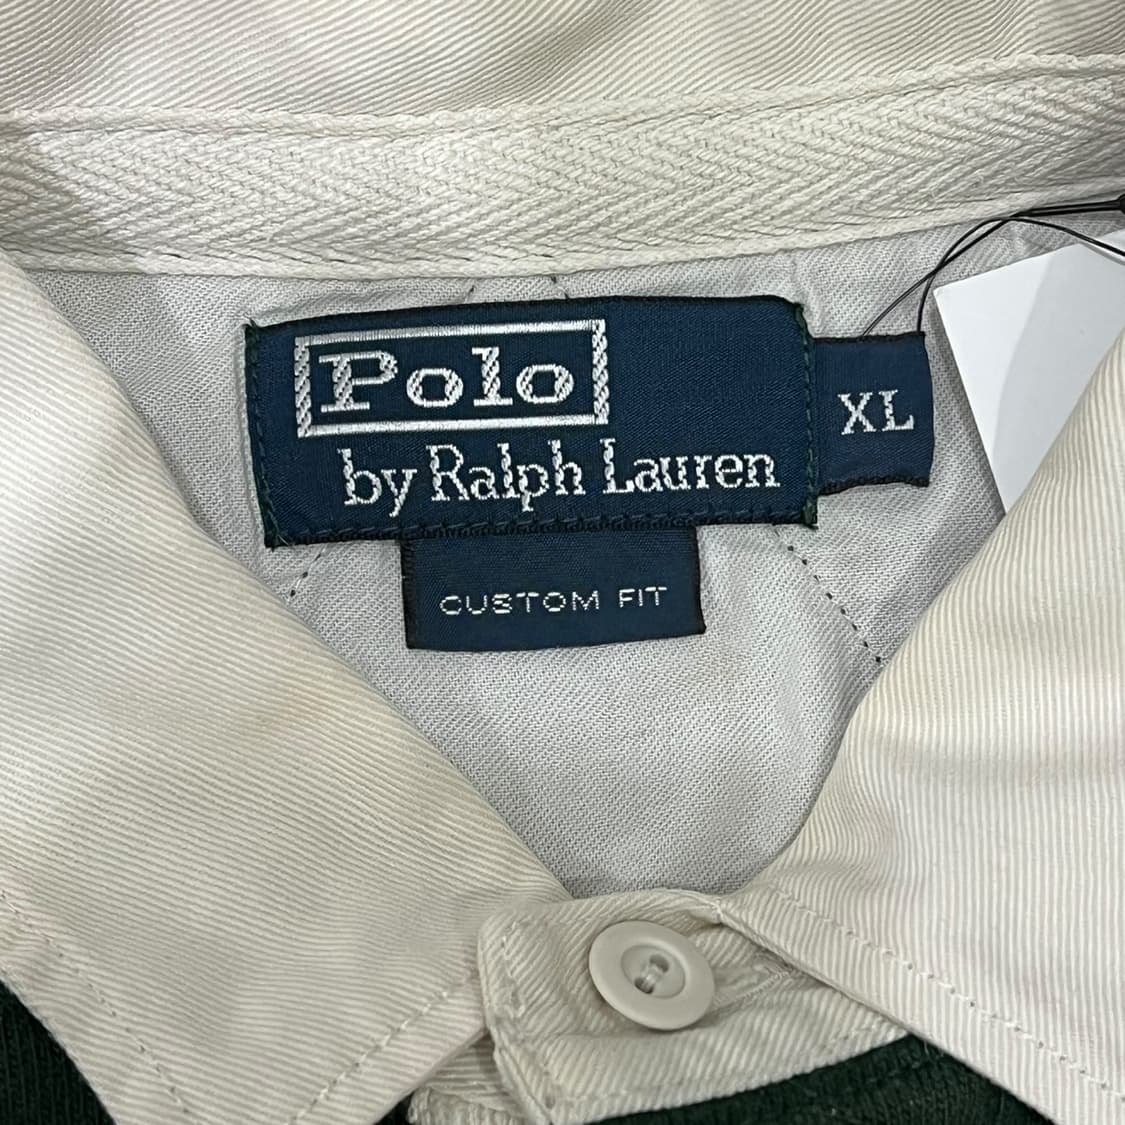 Polo
by Ralph Lauren
XL
CUSTOM FIT